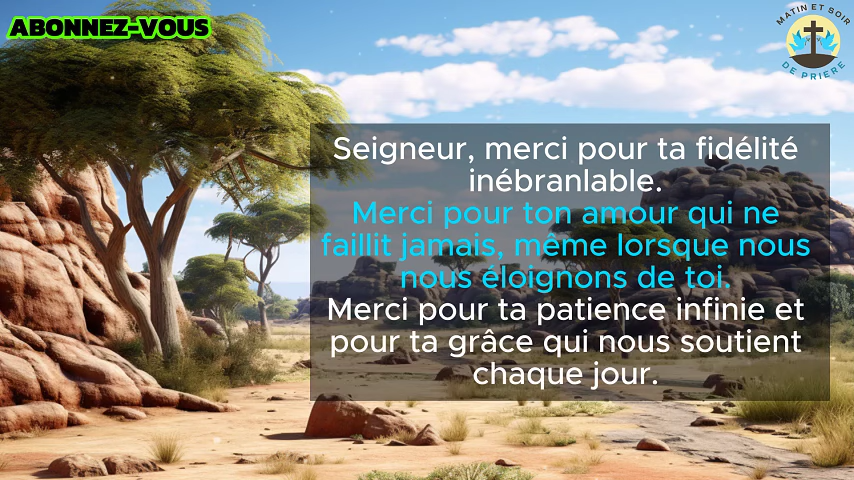 ABONNEZ-VOUS
MATIN ET SOIR
DE PRIERE
Seigneur, merci pour ta fidélité
inébranlable.
Merci pour ton amour qui ne
faillit jamais, même lorsque nous
nous éloignons de toi.
Merci pour ta patience infinie et
pour ta grâce qui nous soutient
chaque jour.